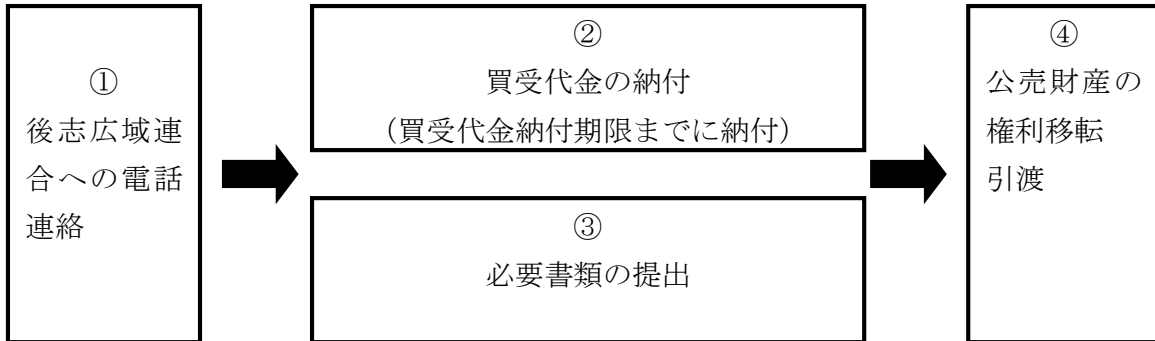 ①
後志広域連
合への電話
連絡
②
買受代金の納付
（買受代金納付期限までに納付）
③
必要書類の提出
④
公売財産の
権利移転
引渡